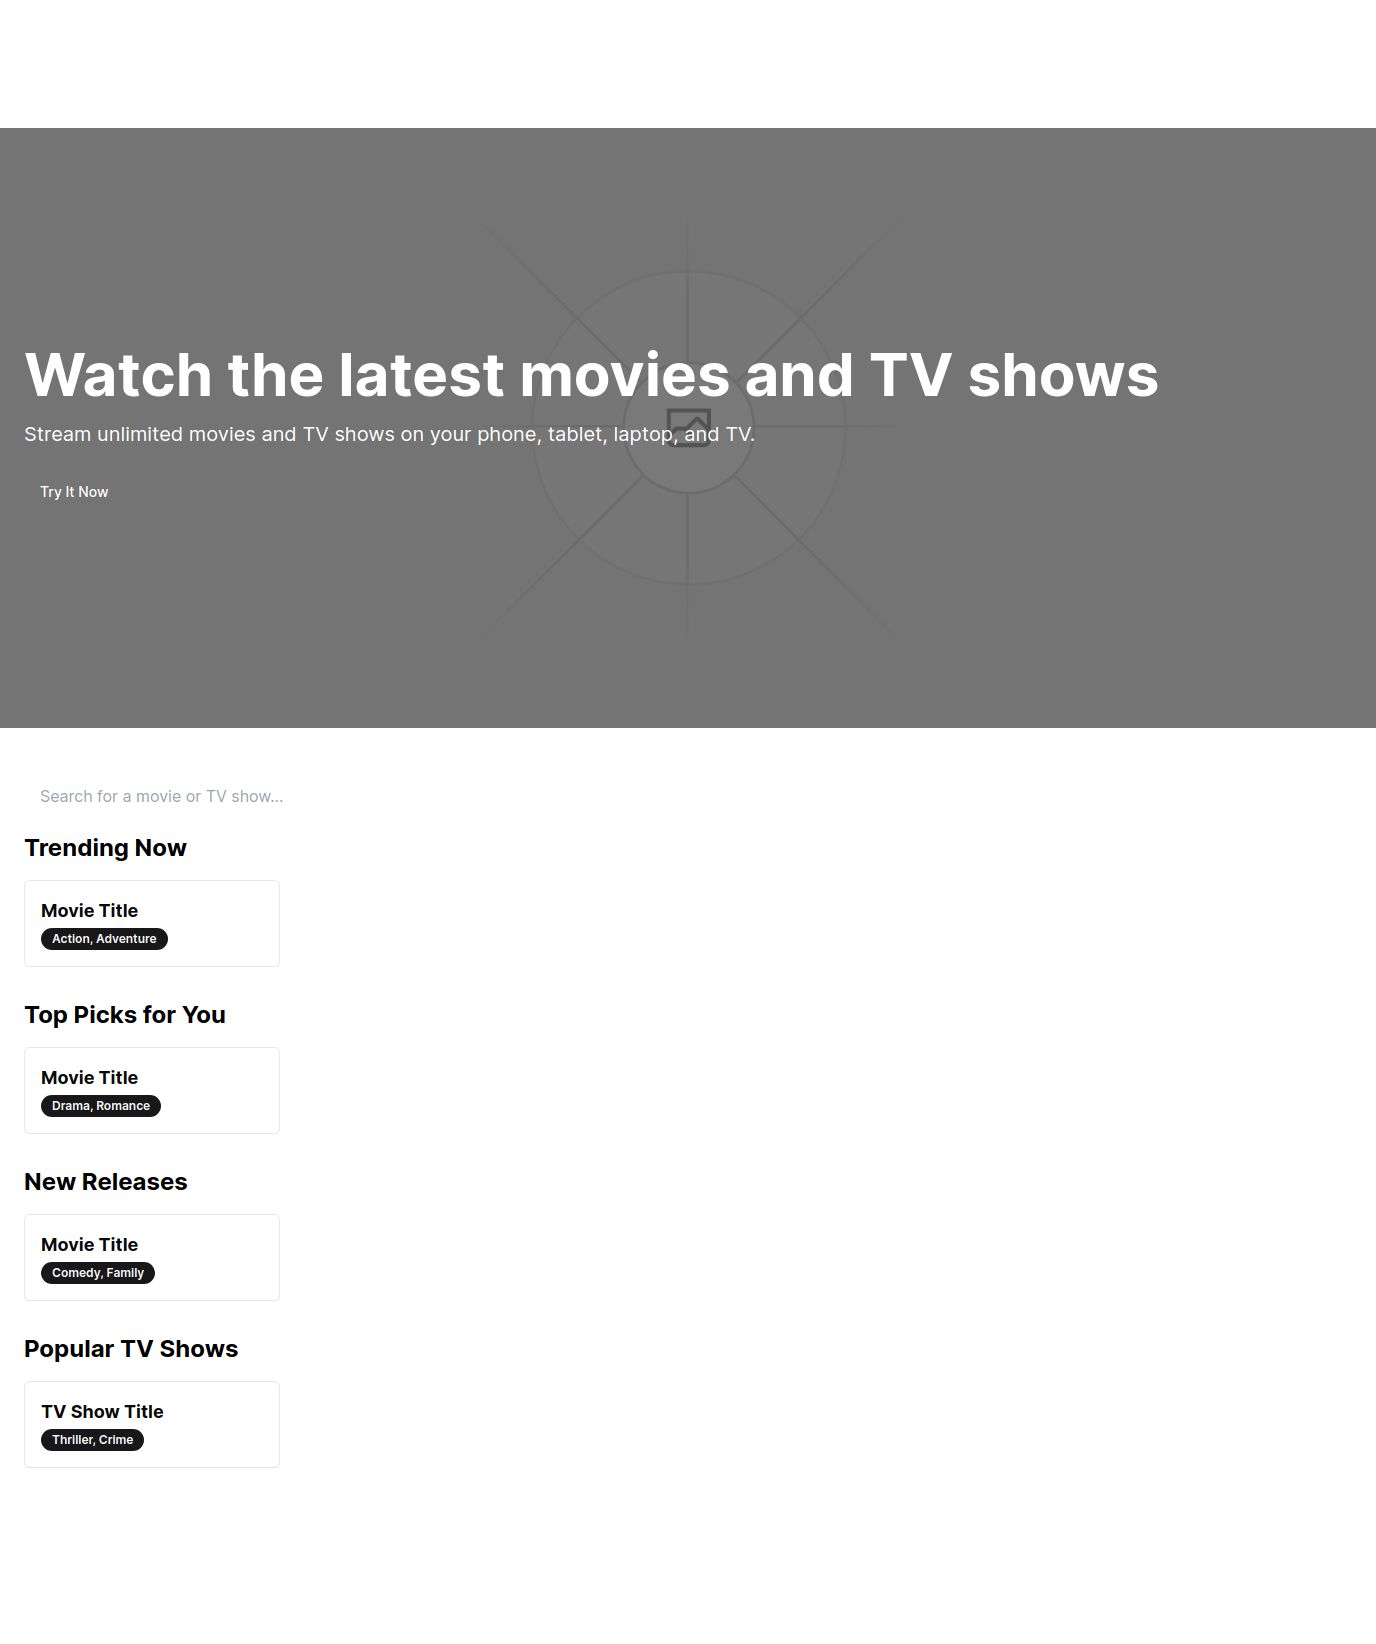 Watch the latest movies and TV shows
Stream unlimited movies and TV shows on your phone, tablet, laptop, and TV.
Try It Now
Search for a movie or TV show...
Trending Now
Movie Title
Action, Adventure
Top Picks for You
Movie Title
Drama, Romance
New Releases
Movie Title
Comedy, Family
Popular TV Shows
TV Show Title
Thriller, Crime